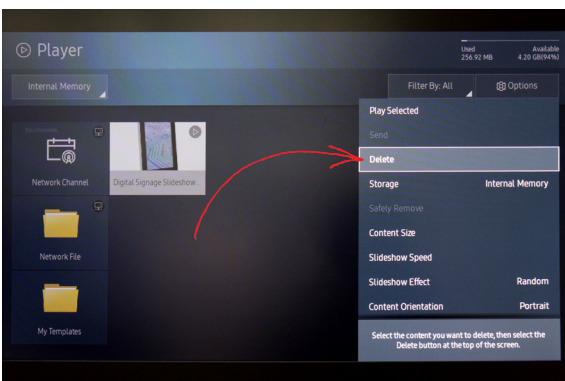 Player
Used
256.92 MB
Available
4.20 GB(94%)
Internal Memory
Filter By: All
Options
Network Channel
Digital Signage Slideshow...
Network File
My Templates
Play Selected
Send
Delete
Storage Internal Memory
Safely Remove
Content Size
Slideshow Speed
Slideshow Effect Random
Content Orientation Portrait
Select the content you want to delete, then select the
Delete button at the top of the screen.